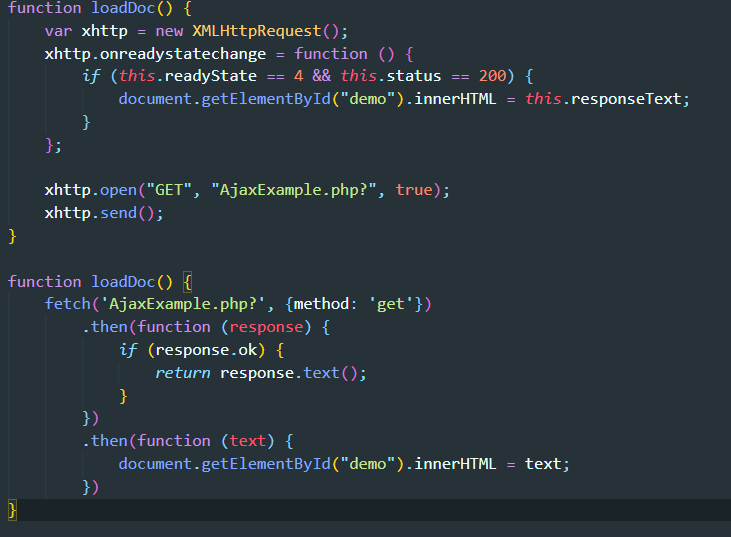 function loadDoc() {
    var xhttp = new XMLHttpRequest();
    xhttp.onreadystatechange = function () {
        if (this.readyState == 4 && this.status == 200) {
            document.getElementById("demo").innerHTML = this.responseText;
        }
    };

    xhttp.open("GET", "AjaxExample.php?", true);
    xhttp.send();
}

function loadDoc() {
    fetch('AjaxExample.php?', {method: 'get'})
        .then(function (response) {
            if (response.ok) {
                return response.text();
            }
        })
        .then(function (text) {
            document.getElementById("demo").innerHTML = text;
        })
}